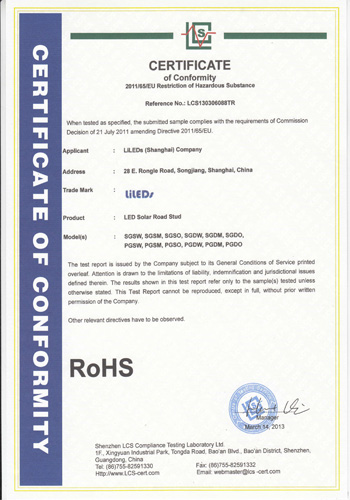 LCS
CERTIFICATE OF CONFORMITY
CERTIFICATE
of Conformity
2011/65/EU Restriction of Hazardous Substance
Reference No.: LCS130306088TR
When tested as specified, the submitted sample complies with the requirements of Commission
Decision of 21 July 2011 amending Directive 2011/65/EU.
Applicant : LiLEDs (Shanghai) Company
Address : 28 E. Rongle Road, Songjiang, Shanghai, China
Trade Mark : LiLEDs
Product : LED Solar Road Stud
Model(s) : SGSW, SGSM, SGSO, SGDW, SGDM, SGDO,
PGSW, PGSM, PGSO, PGDW, PGDM, PGDO
The test report is issued by the Company subject to its General Conditions of Service printed
overleaf. Attention is drawn to the limitations of liability, indemnification and jurisdictional issues
defined therein. The results shown in this test report refer only to the sample(s) tested unless
otherwise stated. This Test Report cannot be reproduced, except in full, without prior written
permission of the Company.
Other relevant directives have to be observed.
RoHS
Manager
March 14, 2013
Shenzhen LCS Compliance Testing Laboratory Ltd.
1F., Xingyuan Industrial Park, Tongda Road, Bao'an Blvd., Bao'an District, Shenzhen,
Guangdong, China
Tel: (86)755-82591330 Fax: (86)755-82591332
Http://www.LCS-cert.com Email: webmaster@lcs -cert.com